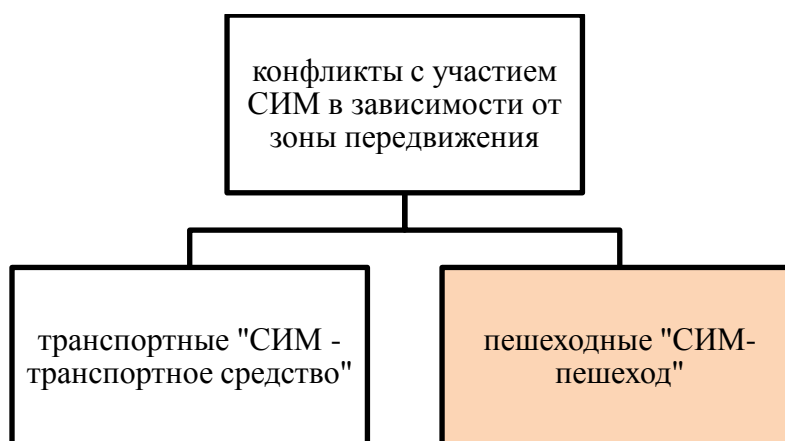 конфликты с участием
СИМ в зависимости от
зоны передвижения
транспортные "СИМ -
транспортное средство"
пешеходные "СИМ-
пешеход"